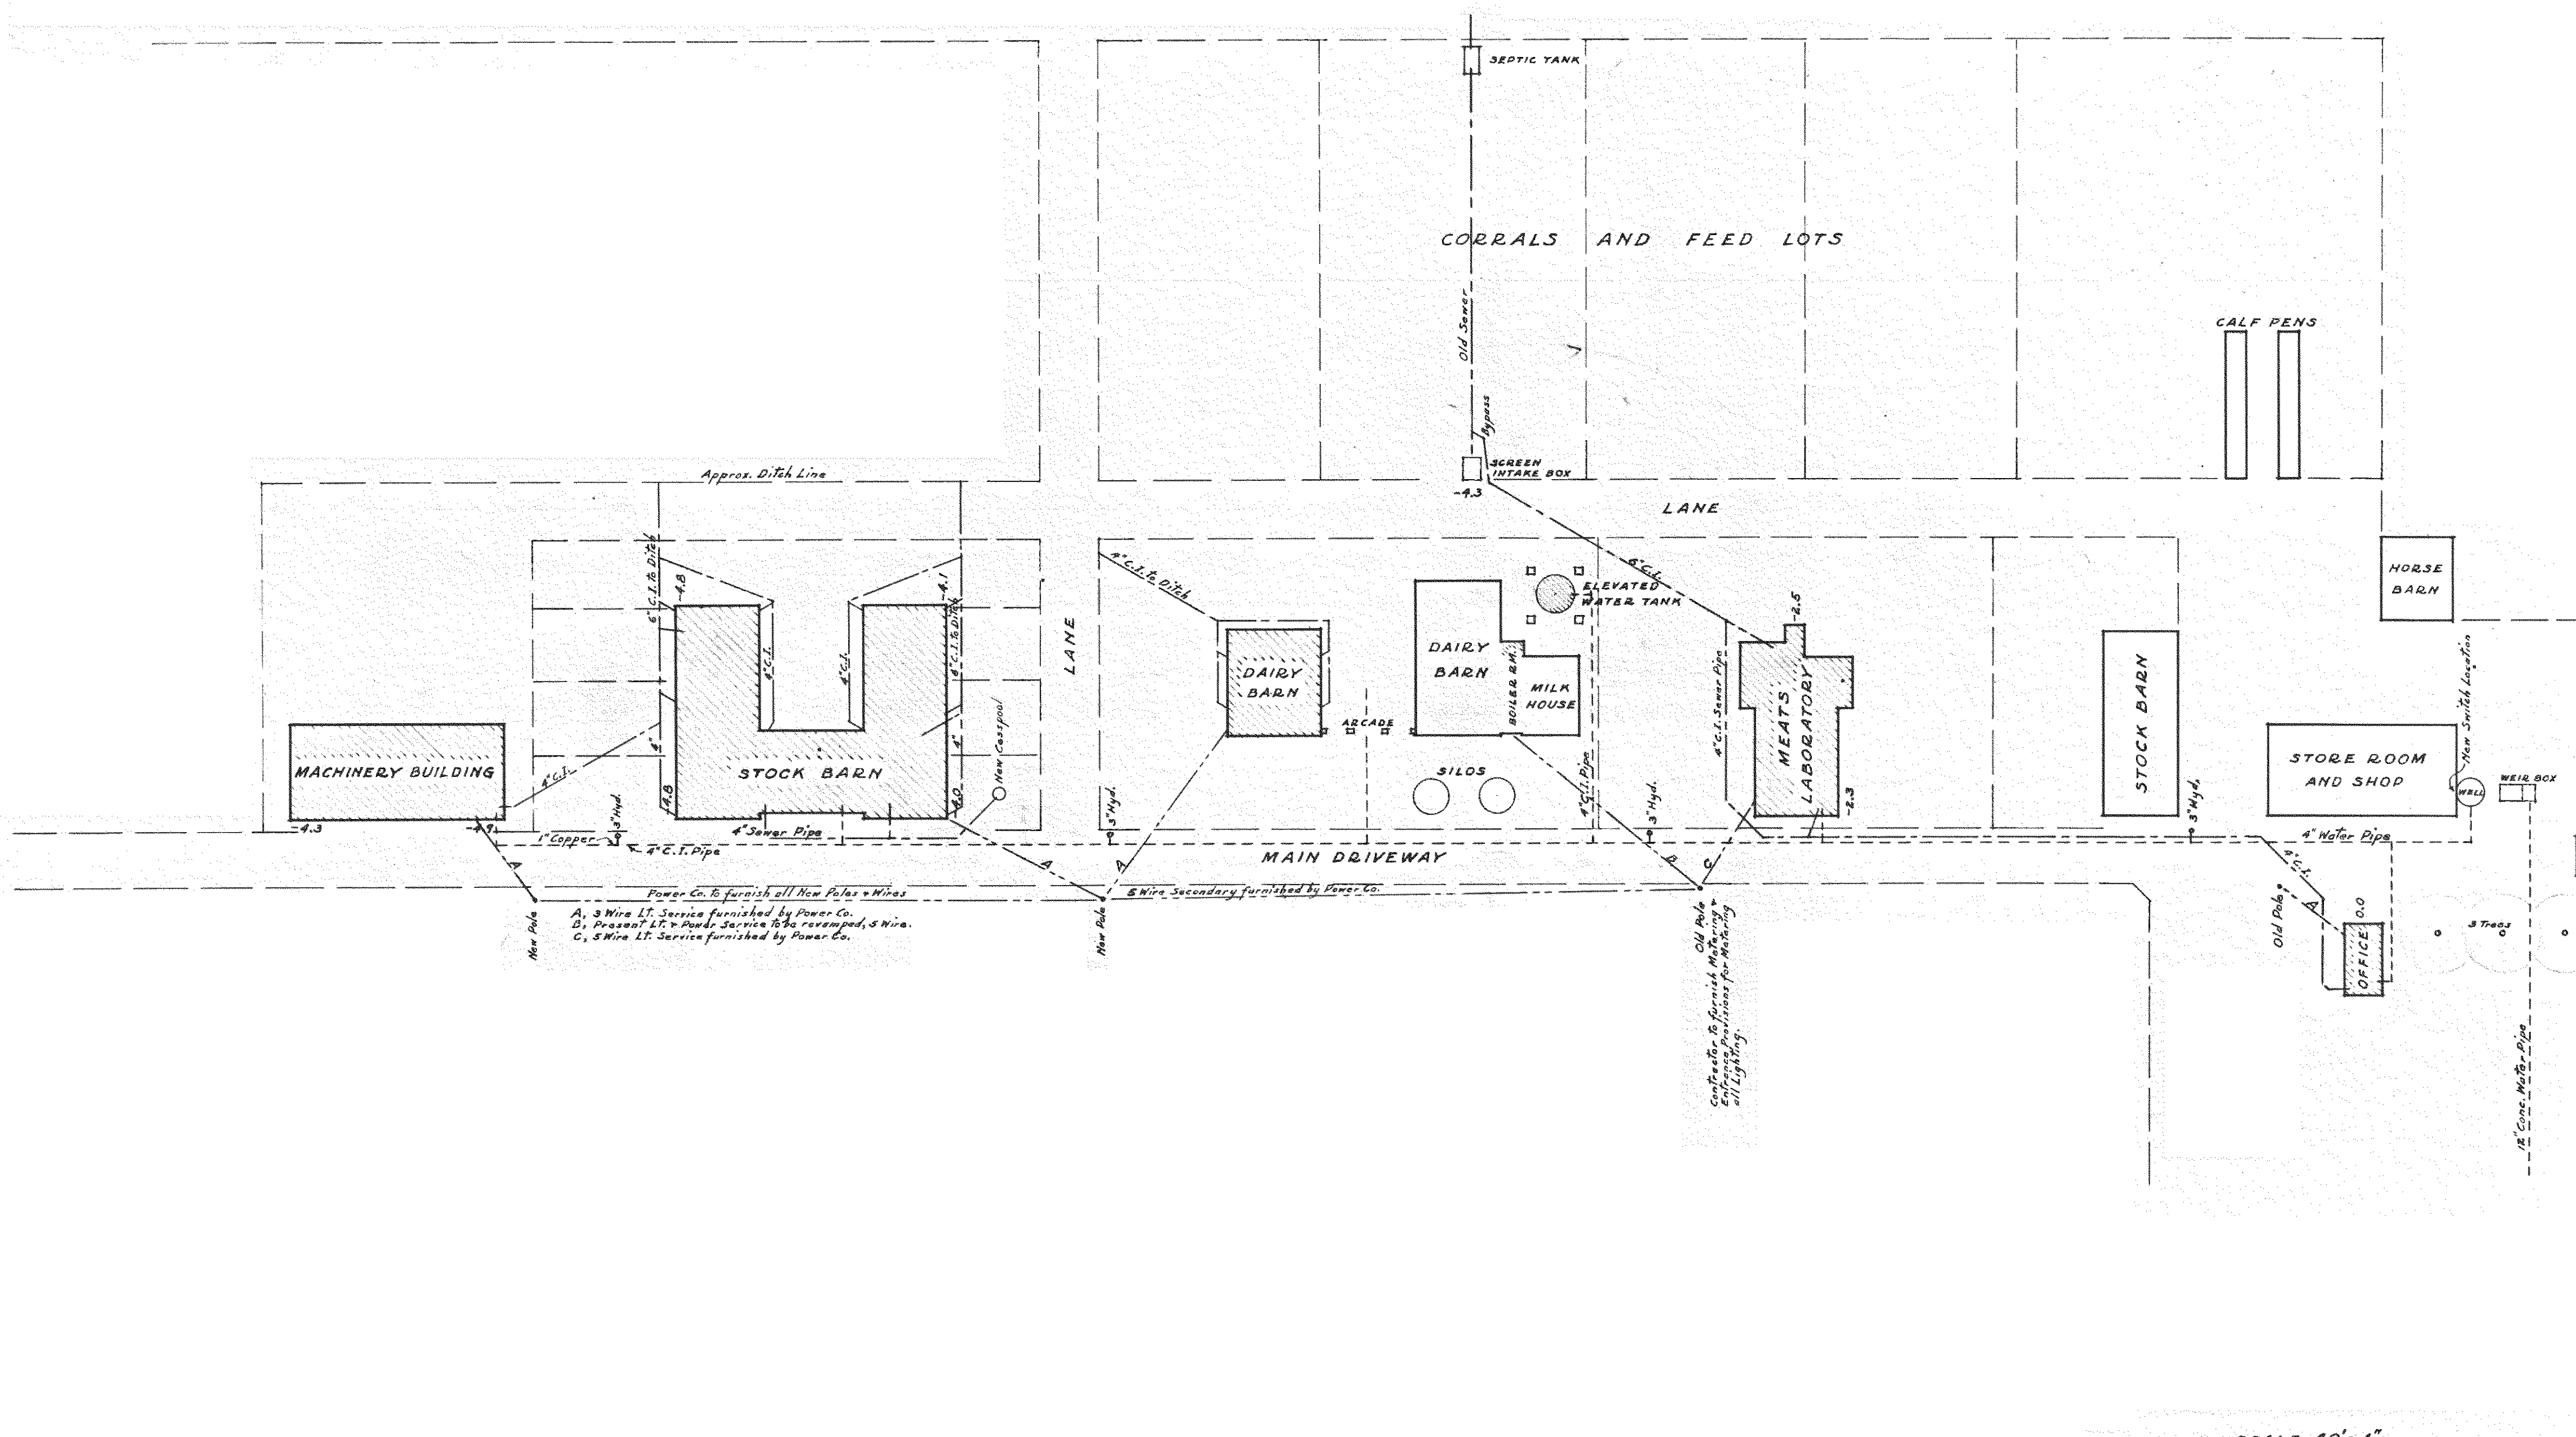 SEPTIC TANK
CORRALS AND FEED LOTS
Old Sewer
CALF PENS
Bypass
SCREEN
INTAKE BOX
-4.3
Approx. Ditch Line
LANE
6" C.I. to Ditch
-4.8
-4.1
6" C.I. to Ditch
4" C.I. to Ditch
6" C.I.
ELEVATED
WATER TANK
-2.5
HORSE
BARN
LANE
4" C.I.
4" C.I.
DAIRY
BARN
DAIRY
BARN
BOILER RM.
MILK
HOUSE
4" C.I. Sewer Pipe
MEATS
LABORATORY
STOCK BARN
New Switch Location
New Cesspool
ARCADE
4"
4"
MACHINERY BUILDING
4" C.I.
STOCK BARN
SILOS
4" C.I. Pipe
STORE ROOM
AND SHOP
WELL
WEIR BOX
-4.8
-4.0
-2.3
-4.3
-4.9
1" Copper
3" Hyd.
4" C.I. Pipe
4" Sewer Pipe
3" Hyd.
3" Hyd.
3" Hyd.
4" Water Pipe
MAIN DRIVEWAY
A
A
A
B
C
4" C.I.
A
Power Co. to furnish all New Poles & Wires
5 Wire Secondary furnished by Power Co.
A, 3 Wire Lt. Service furnished by Power Co.
B, Present Lt. & Power Service to be revamped, 5 Wire.
C, 5 Wire Lt. Service furnished by Power Co.
New Pole
New Pole
Old Pole
Contractor to furnish Metering &
Entrance Provisions for Metering
all Lighting.
Old Pole
OFFICE
0.0
3 Trees
12" Conc. Water Pipe